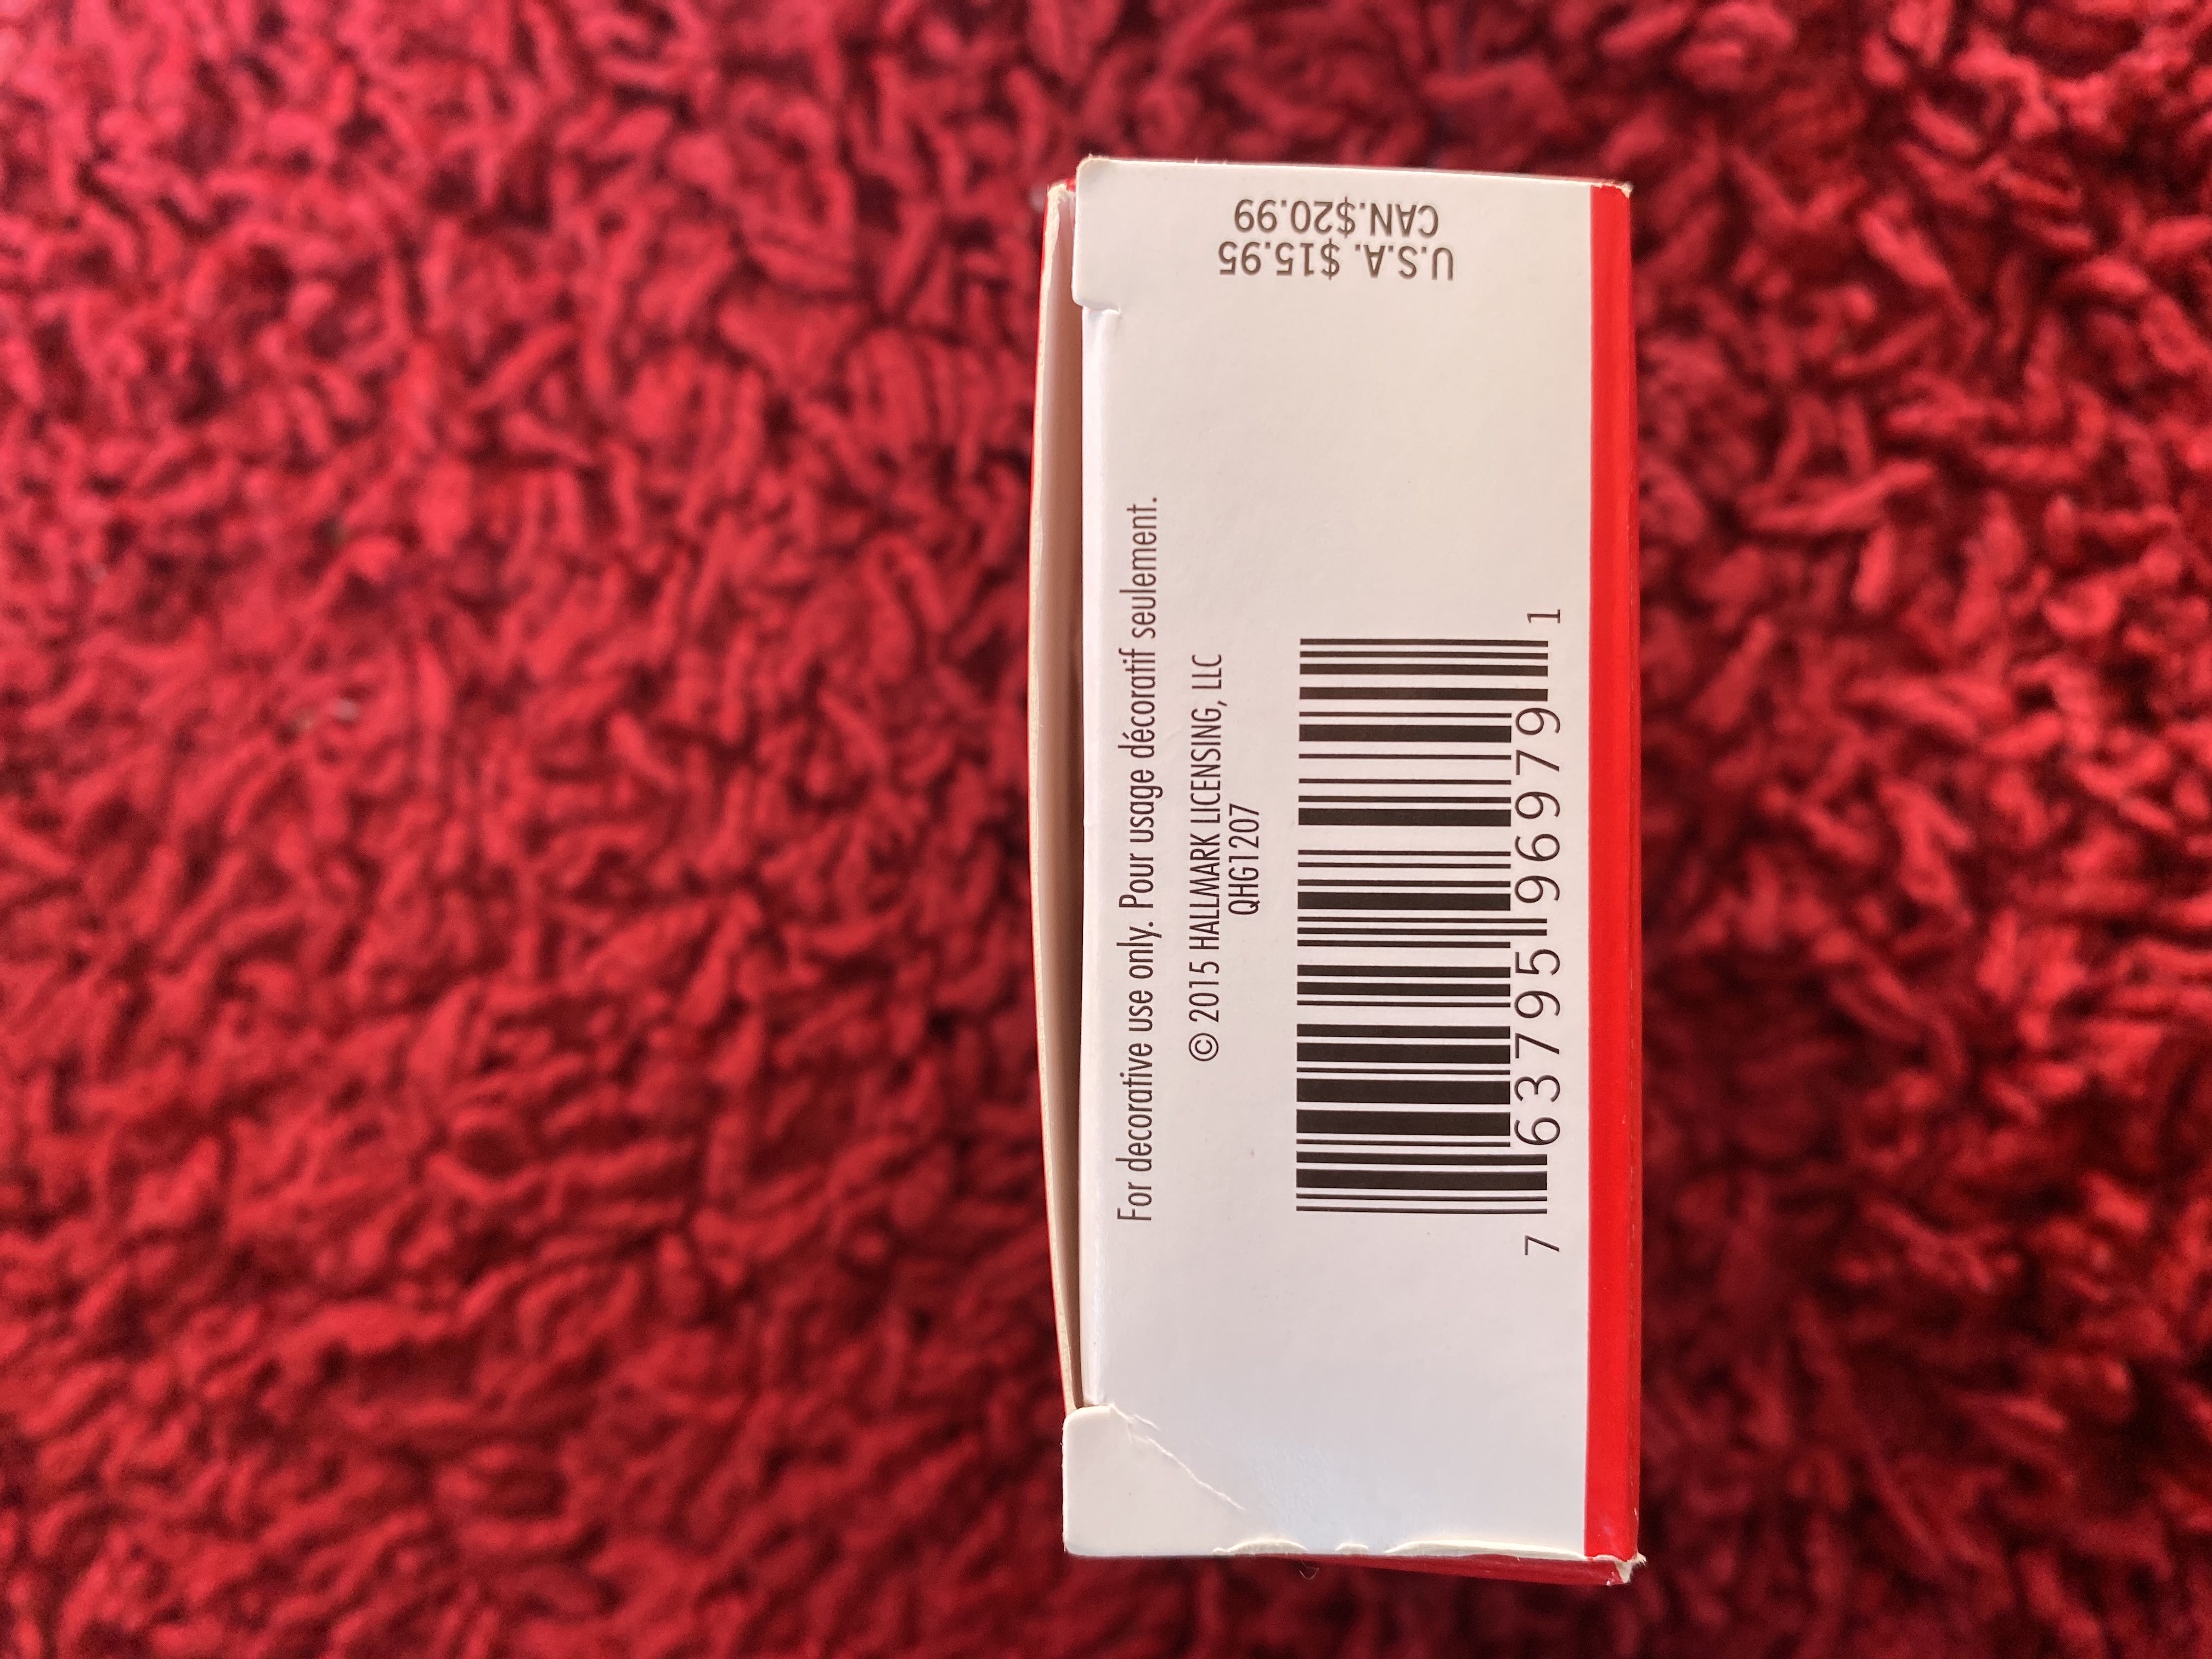 U.S.A. $15.95
CAN.$20.99
For decorative use only. Pour usage décoratif seulement.
© 2015 HALLMARK LICENSING, LLC
QHG1207
7 63795 96979 1